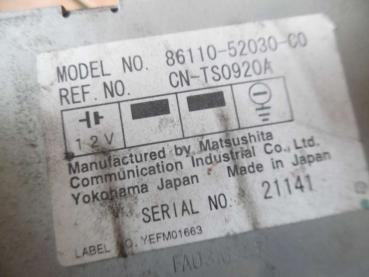 MODEL NO. 86110-52030-C0
REF. NO. CN-TS0920A
12V
Manufactured by Matsushita
Communication Industrial Co., Ltd.
Yokohama Japan Made in Japan
SERIAL NO. 21141
LABEL NO. YEFM01663